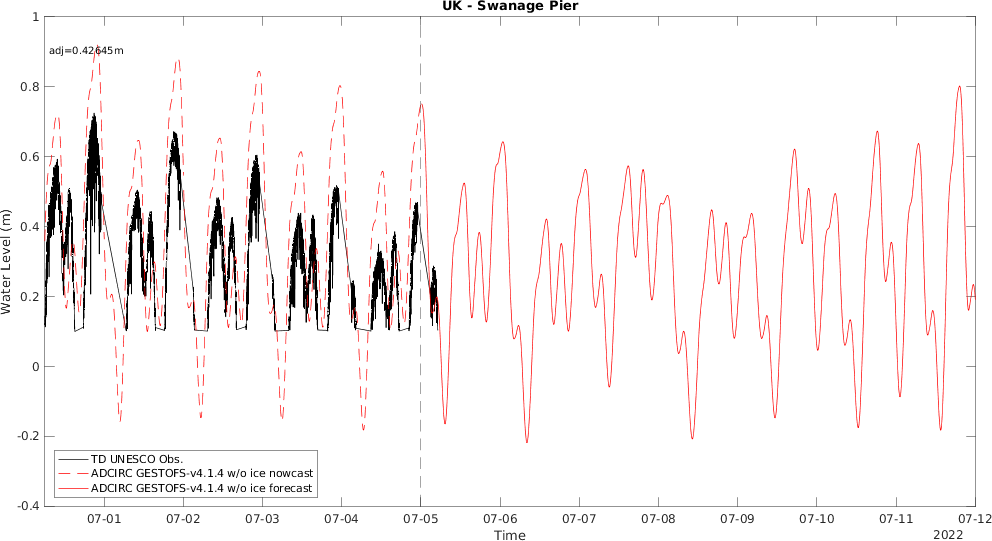 UK - Swanage Pier
adj=0.42645m
1
0.8
0.6
0.4
0.2
0
-0.2
-0.4
Water Level (m)
TD UNESCO Obs.
ADCIRC GESTOFS-v4.1.4 w/o ice nowcast
ADCIRC GESTOFS-v4.1.4 w/o ice forecast
07-01 07-02 07-03 07-04 07-05 07-06 07-07 07-08 07-09 07-10 07-11 07-12
Time
2022